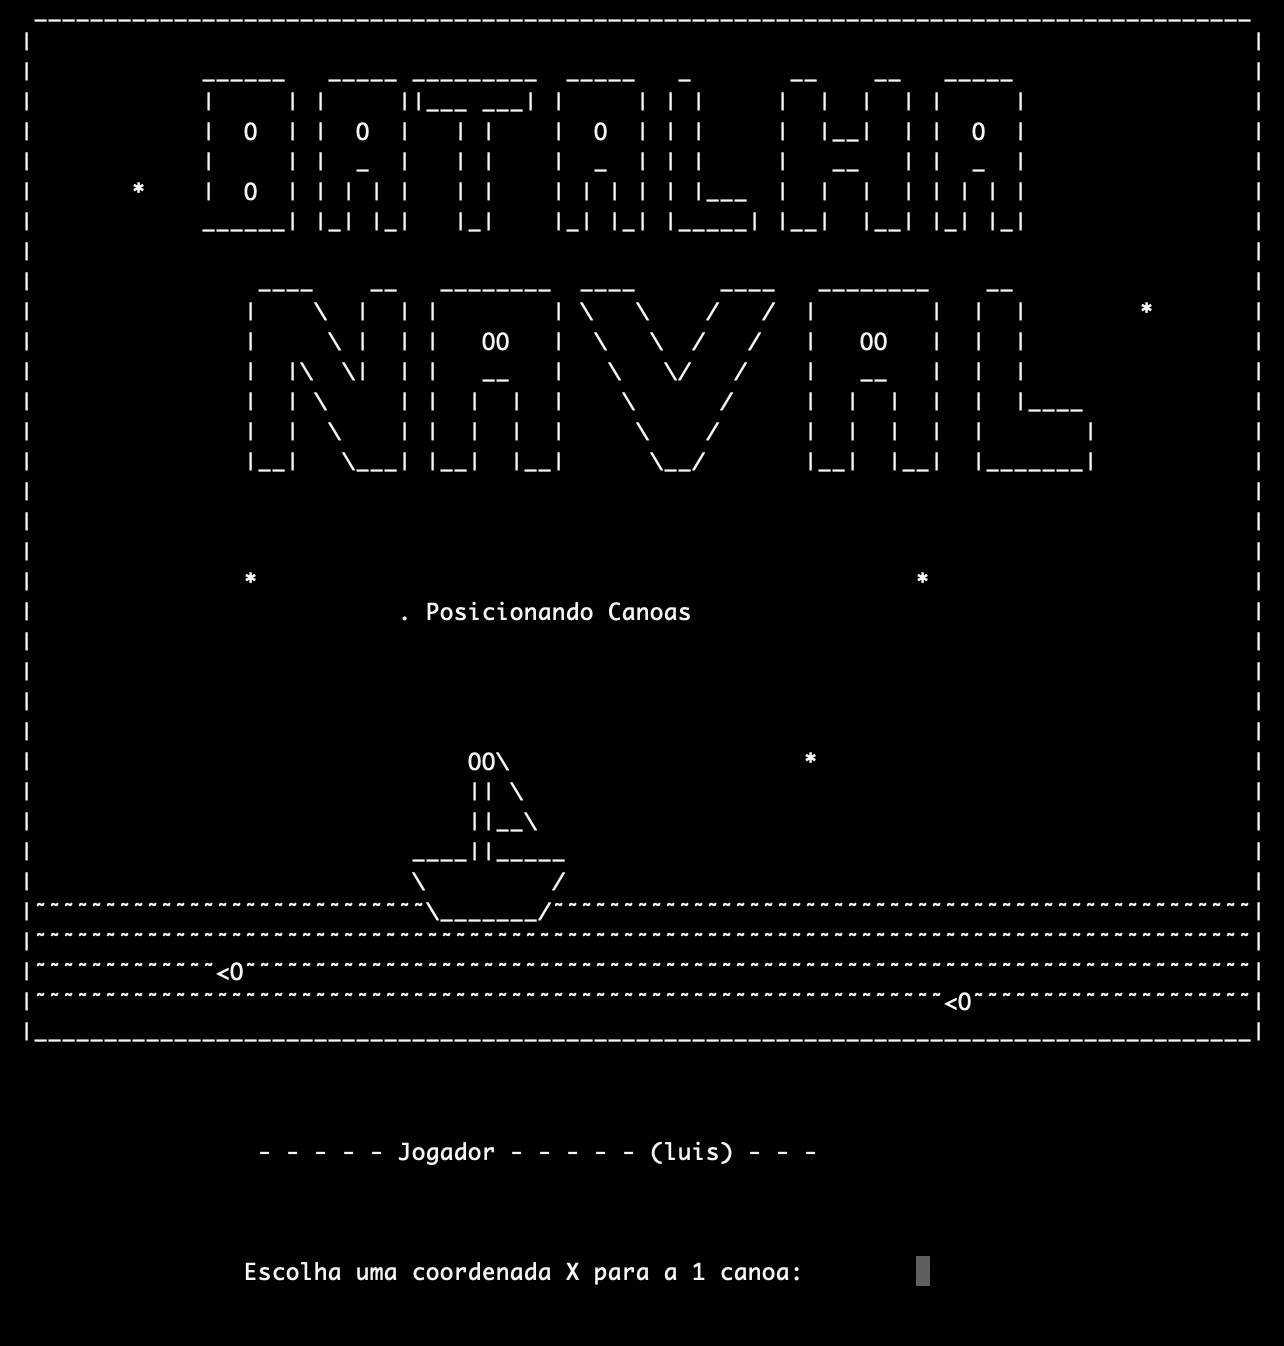 BATALHA
NAVAL
. Posicionando Canoas
- - - - - Jogador - - - - - (luis) - - -
Escolha uma coordenada X para a 1 canoa: